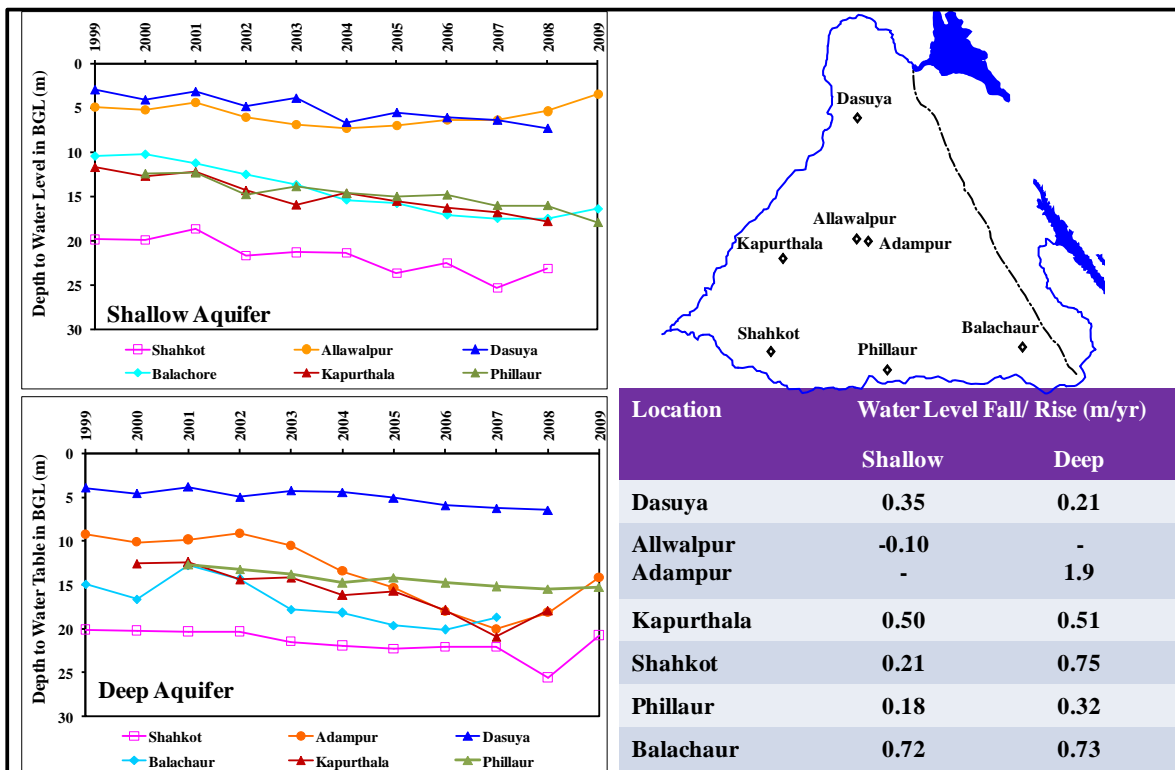 1999 2000 2001 2002 2003 2004 2005 2006 2007 2008 2009
Depth to Water Level in BGL (m)
0
5
10
15
20
25
30
Shallow Aquifer
Shahkot Allawalpur Dasuya
Balachore Kapurthala Phillaur
1999 2000 2001 2002 2003 2004 2005 2006 2007 2008 2009
Depth to Water Table in BGL (m)
0
5
10
15
20
25
30
Deep Aquifer
Shahkot Adampur Dasuya
Balachaur Kapurthala Phillaur
Dasuya
Allawalpur
Kapurthala Adampur
Shahkot Phillaur Balachaur
Location Water Level Fall/ Rise (m/yr)
Shallow Deep
Dasuya 0.35 0.21
Allwalpur -0.10 -
Adampur - 1.9
Kapurthala 0.50 0.51
Shahkot 0.21 0.75
Phillaur 0.18 0.32
Balachaur 0.72 0.73